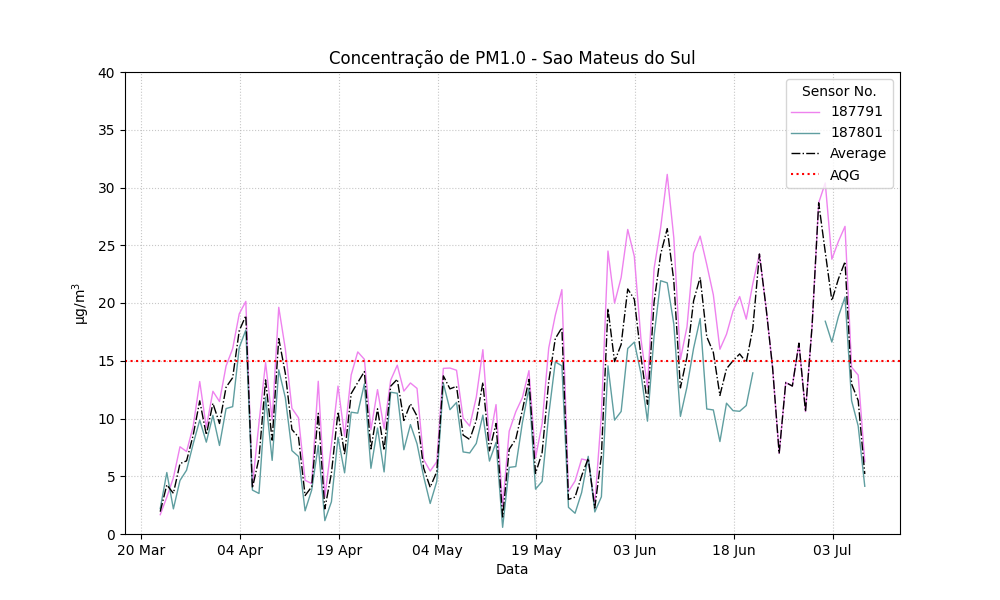 Concentração de PM1.0 - Sao Mateus do Sul
40
35
30
25
20
15
10
5
0
µg/m³
Sensor No.
187791
187801
Average
AQG
20 Mar
04 Apr
19 Apr
04 May
19 May
03 Jun
18 Jun
03 Jul
Data